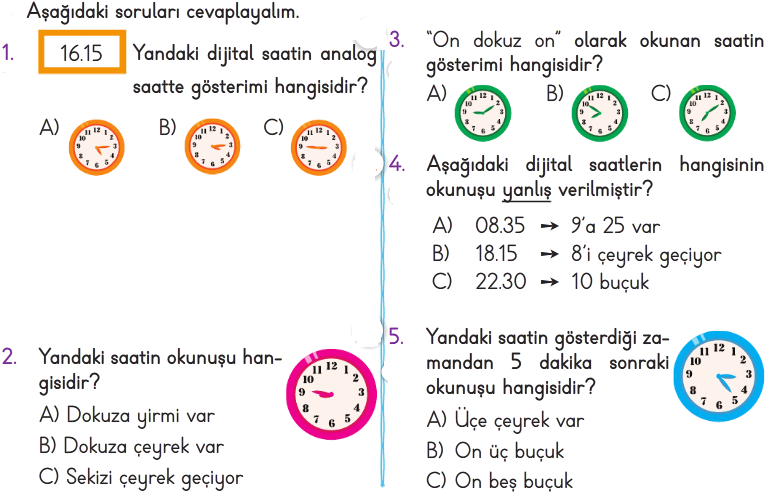 Aşağıdaki soruları cevaplayalım.
1.
16.15
Yandaki dijital saatin analog
saatte gösterimi hangisidir?
A)
B)
C)
2.
Yandaki saatin okunuşu han-
gisidir?
A) Dokuza yirmi var
B) Dokuza çeyrek var
C) Sekizi çeyrek geçiyor
3.
“On dokuz on” olarak okunan saatin
gösterimi hangisidir?
A)
B)
C)
4.
Aşağıdaki dijital saatlerin hangisinin
okunuşu yanlış verilmiştir?
A) 08.35 → 9’a 25 var
B) 18.15 → 8’i çeyrek geçiyor
C) 22.30 → 10 buçuk
5.
Yandaki saatin gösterdiği za-
mandan 5 dakika sonraki
okunuşu hangisidir?
A) Üçe çeyrek var
B) On üç buçuk
C) On beş buçuk